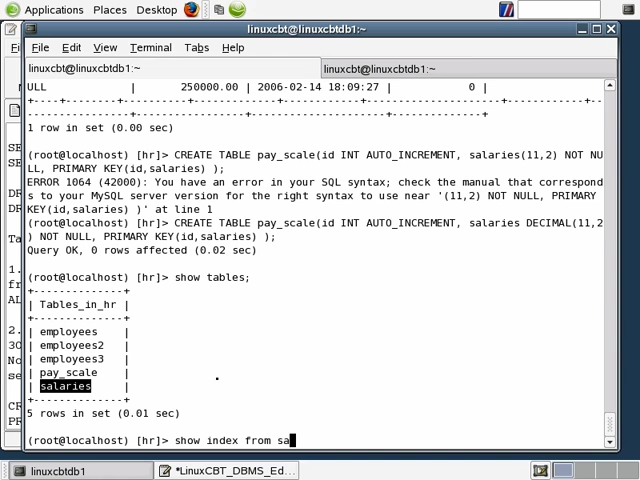 Applications Places Desktop
linuxcbt@linuxcbtdb1:~
File Edit View Terminal Tabs Help
linuxcbt@linuxcbtdb1:~ linuxcbt@linuxcbtdb1:~
ULL | 250000.00 | 2006-02-14 18:09:27 | 0 |
1 row in set (0.00 sec)
(root@localhost) [hr]> CREATE TABLE pay_scale(id INT AUTO_INCREMENT, salaries(11,2) NOT NU
LL, PRIMARY KEY(id,salaries) );
ERROR 1064 (42000): You have an error in your SQL syntax; check the manual that correspond
s to your MySQL server version for the right syntax to use near '(11,2) NOT NULL, PRIMARY
KEY(id,salaries) )' at line 1
(root@localhost) [hr]> CREATE TABLE pay_scale(id INT AUTO_INCREMENT, salaries DECIMAL(11,2
) NOT NULL, PRIMARY KEY(id,salaries) );
Query OK, 0 rows affected (0.02 sec)
(root@localhost) [hr]> show tables;
+--------------+
| Tables_in_hr |
+--------------+
| employees |
| employees2 |
| employees3 |
| pay_scale |
| salaries |
+--------------+
5 rows in set (0.01 sec)
(root@localhost) [hr]> show index from sa
linuxcbtdb1 *LinuxCBT_DBMS_Ed...